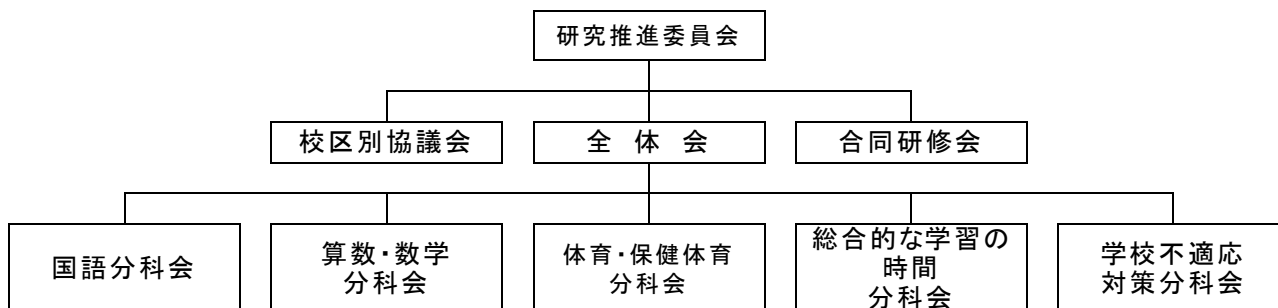 研究推進委員会
校区別協議会
全 体 会
合同研修会
国語分科会
算数・数学
分科会
体育・保健体育
分科会
総合的な学習の
時間
分科会
学校不適応
対策分科会